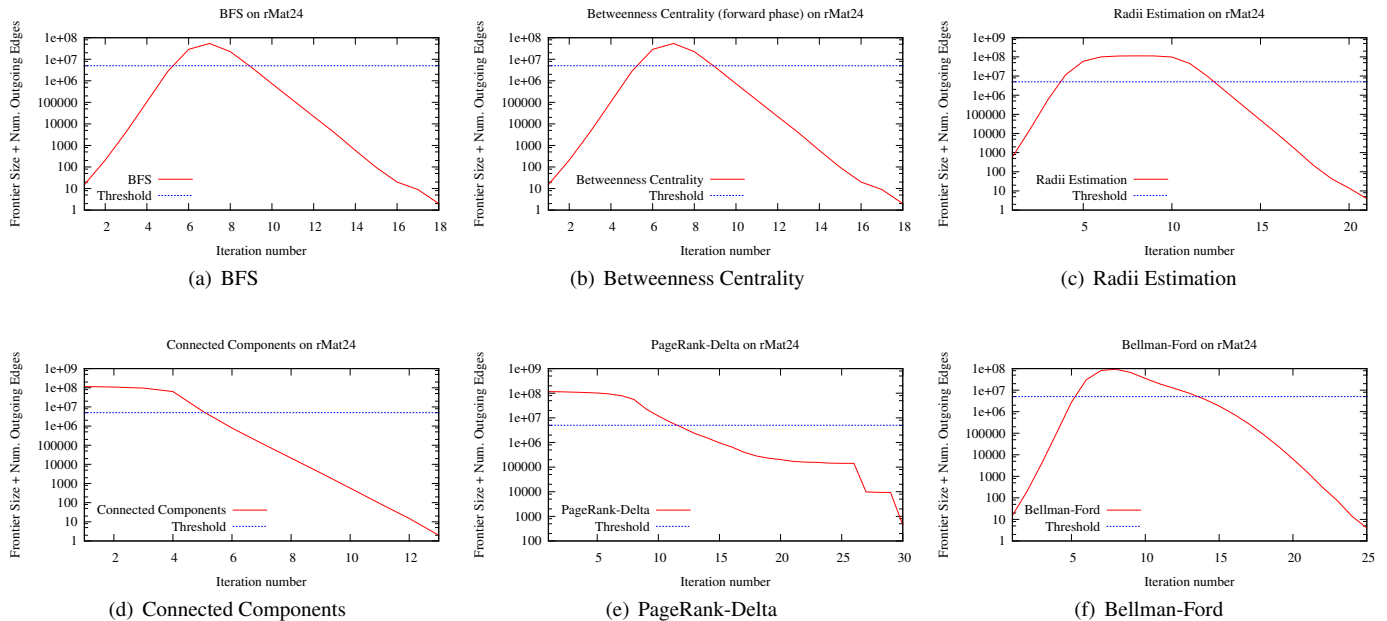 BFS on rMat24
Frontier Size + Num. Outgoing Edges
1e+08
1e+07
1e+06
100000
10000
1000
100
10
1
BFS
Threshold
2 4 6 8 10 12 14 16 18
Iteration number
(a) BFS
Betweenness Centrality (forward phase) on rMat24
Frontier Size + Num. Outgoing Edges
1e+08
1e+07
1e+06
100000
10000
1000
100
10
1
Betweenness Centrality
Threshold
2 4 6 8 10 12 14 16 18
Iteration number
(b) Betweenness Centrality
Radii Estimation on rMat24
Frontier Size + Num. Outgoing Edges
1e+09
1e+08
1e+07
1e+06
100000
10000
1000
100
10
1
Radii Estimation
Threshold
5 10 15 20
Iteration number
(c) Radii Estimation
Connected Components on rMat24
Frontier Size + Num. Outgoing Edges
1e+09
1e+08
1e+07
1e+06
100000
10000
1000
100
10
1
Connected Components
Threshold
2 4 6 8 10 12
Iteration number
(d) Connected Components
PageRank-Delta on rMat24
Frontier Size + Num. Outgoing Edges
1e+09
1e+08
1e+07
1e+06
100000
10000
1000
100
PageRank-Delta
Threshold
5 10 15 20 25 30
Iteration number
(e) PageRank-Delta
Bellman-Ford on rMat24
Frontier Size + Num. Outgoing Edges
1e+08
1e+07
1e+06
100000
10000
1000
100
10
1
Bellman-Ford
Threshold
5 10 15 20 25
Iteration number
(f) Bellman-Ford